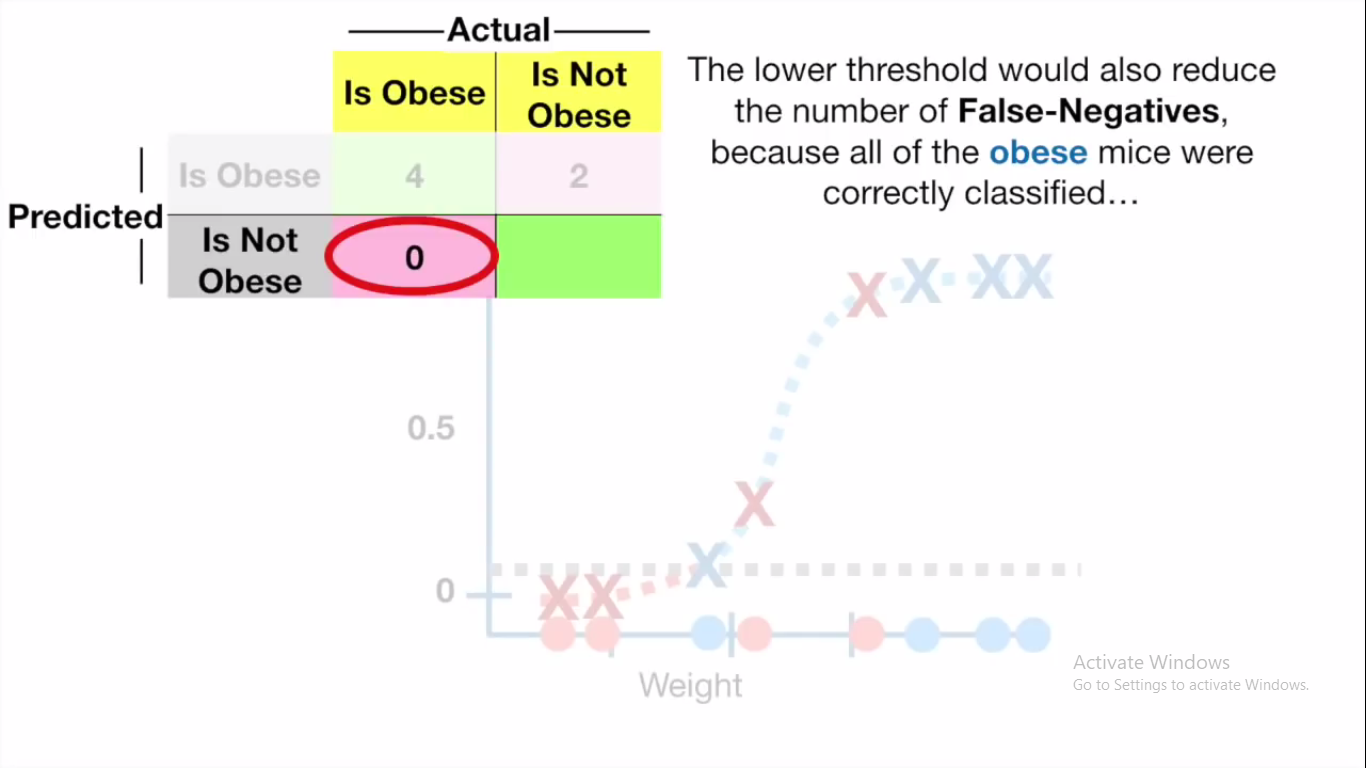 Actual
Is Obese
Is Not
Obese
The lower threshold would also reduce
the number of False-Negatives,
because all of the obese mice were
correctly classified…
Predicted
Is Obese 4 2
Is Not
Obese
0
0.5
0
X X X X X X X X
Weight
Activate Windows
Go to Settings to activate Windows.